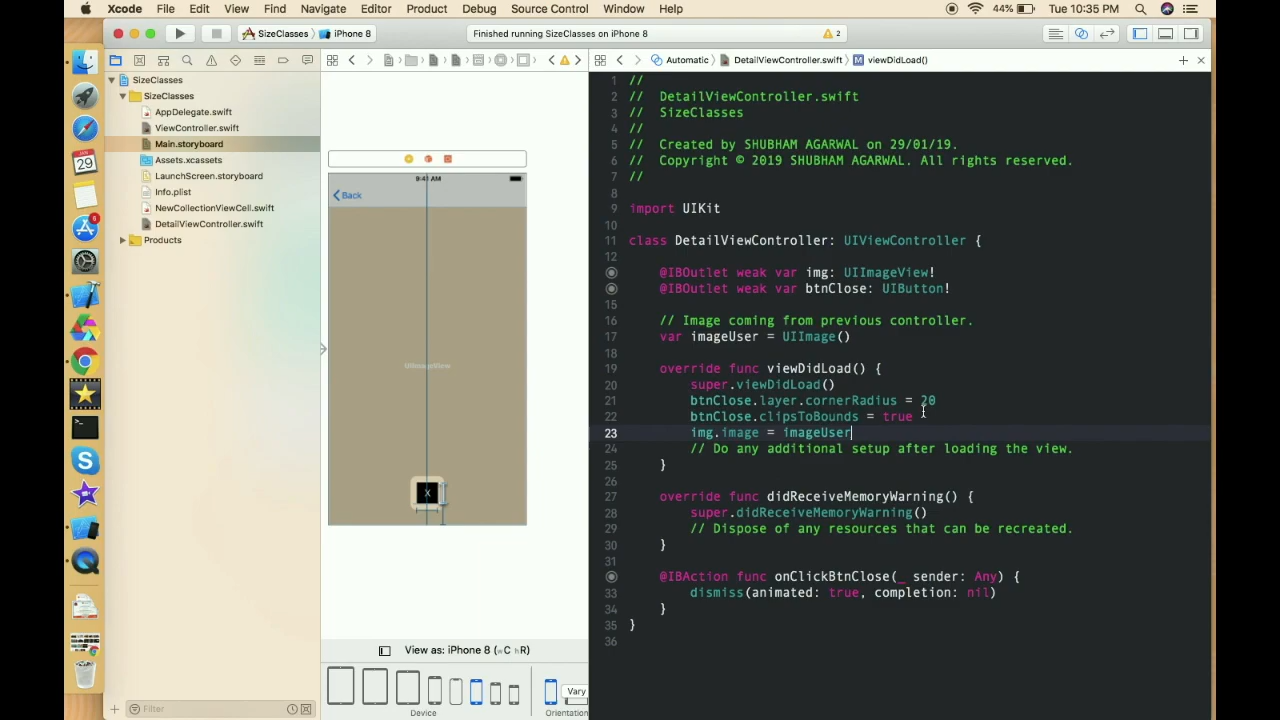 Xcode File Edit View Find Navigate Editor Product Debug Source Control Window Help 44% Tue 10:35 PM
SizeClasses iPhone 8 Finished running SizeClasses on iPhone 8 2
Automatic DetailViewController.swift M viewDidLoad()
SizeClasses
SizeClasses
AppDelegate.swift
ViewController.swift
Main.storyboard
Assets.xcassets
LaunchScreen.storyboard
Info.plist
NewCollectionViewCell.swift
DetailViewController.swift
Products
Filter
9:41 AM
Back
UIImageView
X
View as: iPhone 8 (wC hR)
Vary
Device
Orientation
1 //
2 // DetailViewController.swift
3 // SizeClasses
4 //
5 // Created by SHUBHAM AGARWAL on 29/01/19.
6 // Copyright © 2019 SHUBHAM AGARWAL. All rights reserved.
7 //
8
9 import UIKit
10
11 class DetailViewController: UIViewController {
12
@IBOutlet weak var img: UIImageView!
@IBOutlet weak var btnClose: UIButton!
15
16 // Image coming from previous controller.
17 var imageUser = UIImage()
18
19 override func viewDidLoad() {
20 super.viewDidLoad()
21 btnClose.layer.cornerRadius = 20
22 btnClose.clipsToBounds = true
23 img.image = imageUser
24 // Do any additional setup after loading the view.
25 }
26
27 override func didReceiveMemoryWarning() {
28 super.didReceiveMemoryWarning()
29 // Dispose of any resources that can be recreated.
30 }
31
@IBAction func onClickBtnClose(_ sender: Any) {
33 dismiss(animated: true, completion: nil)
34 }
35 }
36
29
6
S